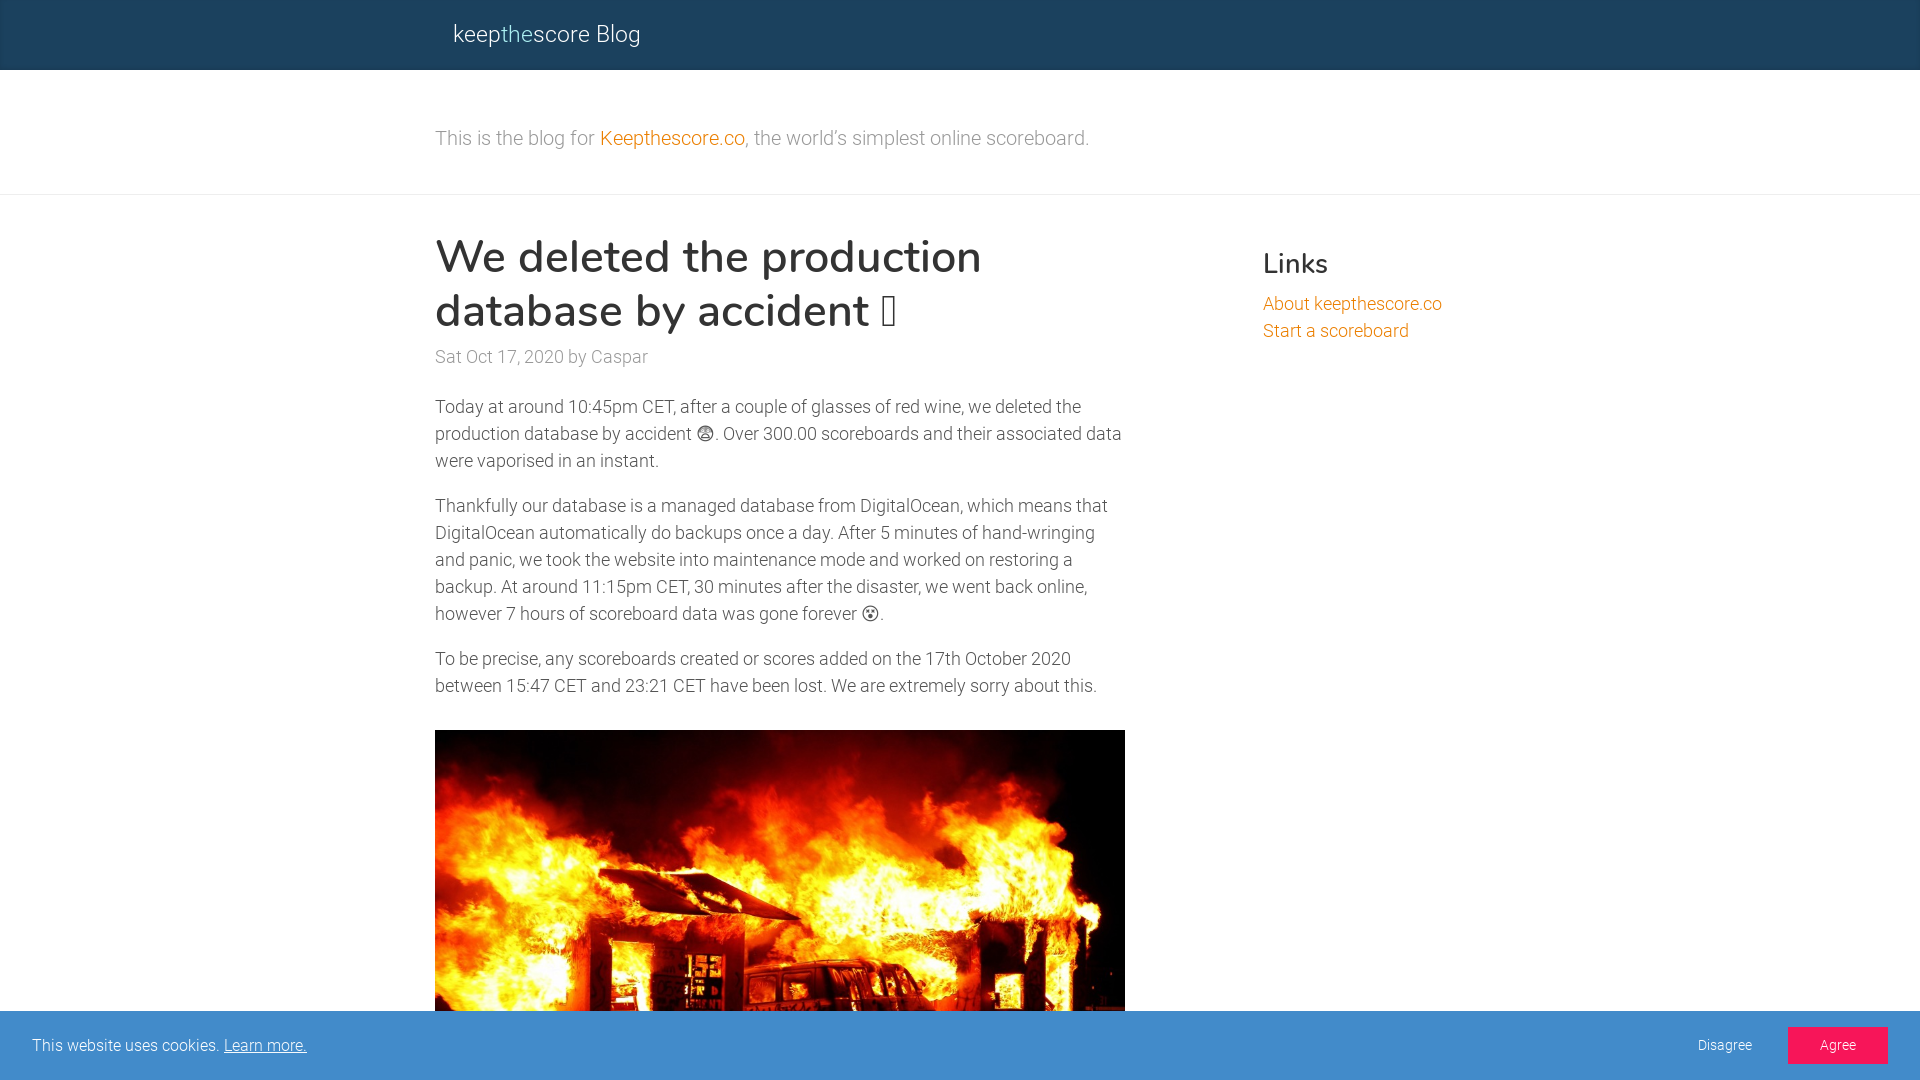 keepthescore Blog
This is the blog for Keepthescore.co, the world's simplest online scoreboard.
We deleted the production
database by accident
Sat Oct 17, 2020 by Caspar
Today at around 10:45pm CET, after a couple of glasses of red wine, we deleted the
production database by accident 😨. Over 300.00 scoreboards and their associated data
were vaporised in an instant.
Thankfully our database is a managed database from DigitalOcean, which means that
DigitalOcean automatically do backups once a day. After 5 minutes of hand-wringing
and panic, we took the website into maintenance mode and worked on restoring a
backup. At around 11:15pm CET, 30 minutes after the disaster, we went back online,
however 7 hours of scoreboard data was gone forever 😵.
To be precise, any scoreboards created or scores added on the 17th October 2020
between 15:47 CET and 23:21 CET have been lost. We are extremely sorry about this.
Links
About keepthescore.co
Start a scoreboard
This website uses cookies. Learn more.
Disagree
Agree